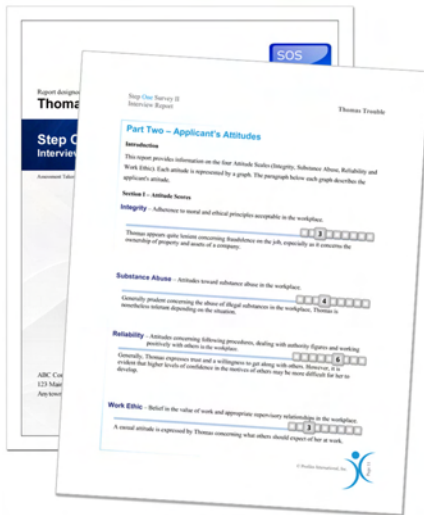 SOS
Report designed
Thomas
Step O
Interview
Assessment Taken
ABC Co
123 Main
Anytown
Step One Survey II
Interview Report
Thomas Trouble
Part Two – Applicant's Attitudes
Introduction
This report provides information on the four Attitude Scales (Integrity, Substance Abuse, Reliability and
Work Ethic). Each attitude is represented by a graph. The paragraph below each graph describes the
applicant's attitude.
Section I – Attitude Scores
Integrity – Adherence to moral and ethical principles acceptable in the workplace.
3
Thomas appears quite lenient concerning fraudulence on the job, especially as it concerns the
ownership of property and assets of a company.
Substance Abuse – Attitudes toward substance abuse in the workplace.
4
Generally prudent concerning the abuse of illegal substances in the workplace, Thomas is
nonetheless tolerant depending on the situation.
Reliability – Attitudes concerning following procedures, dealing with authority figures and working
positively with others in the workplace.
6
Generally, Thomas expresses trust and a willingness to get along with others. However, it is
evident that higher levels of confidence in the motives of others may be more difficult for her to
develop.
Work Ethic – Belief in the value of work and appropriate supervisory relationships in the workplace.
3
A casual attitude is expressed by Thomas concerning what others should expect of her at work.
© Profiles International, Inc.